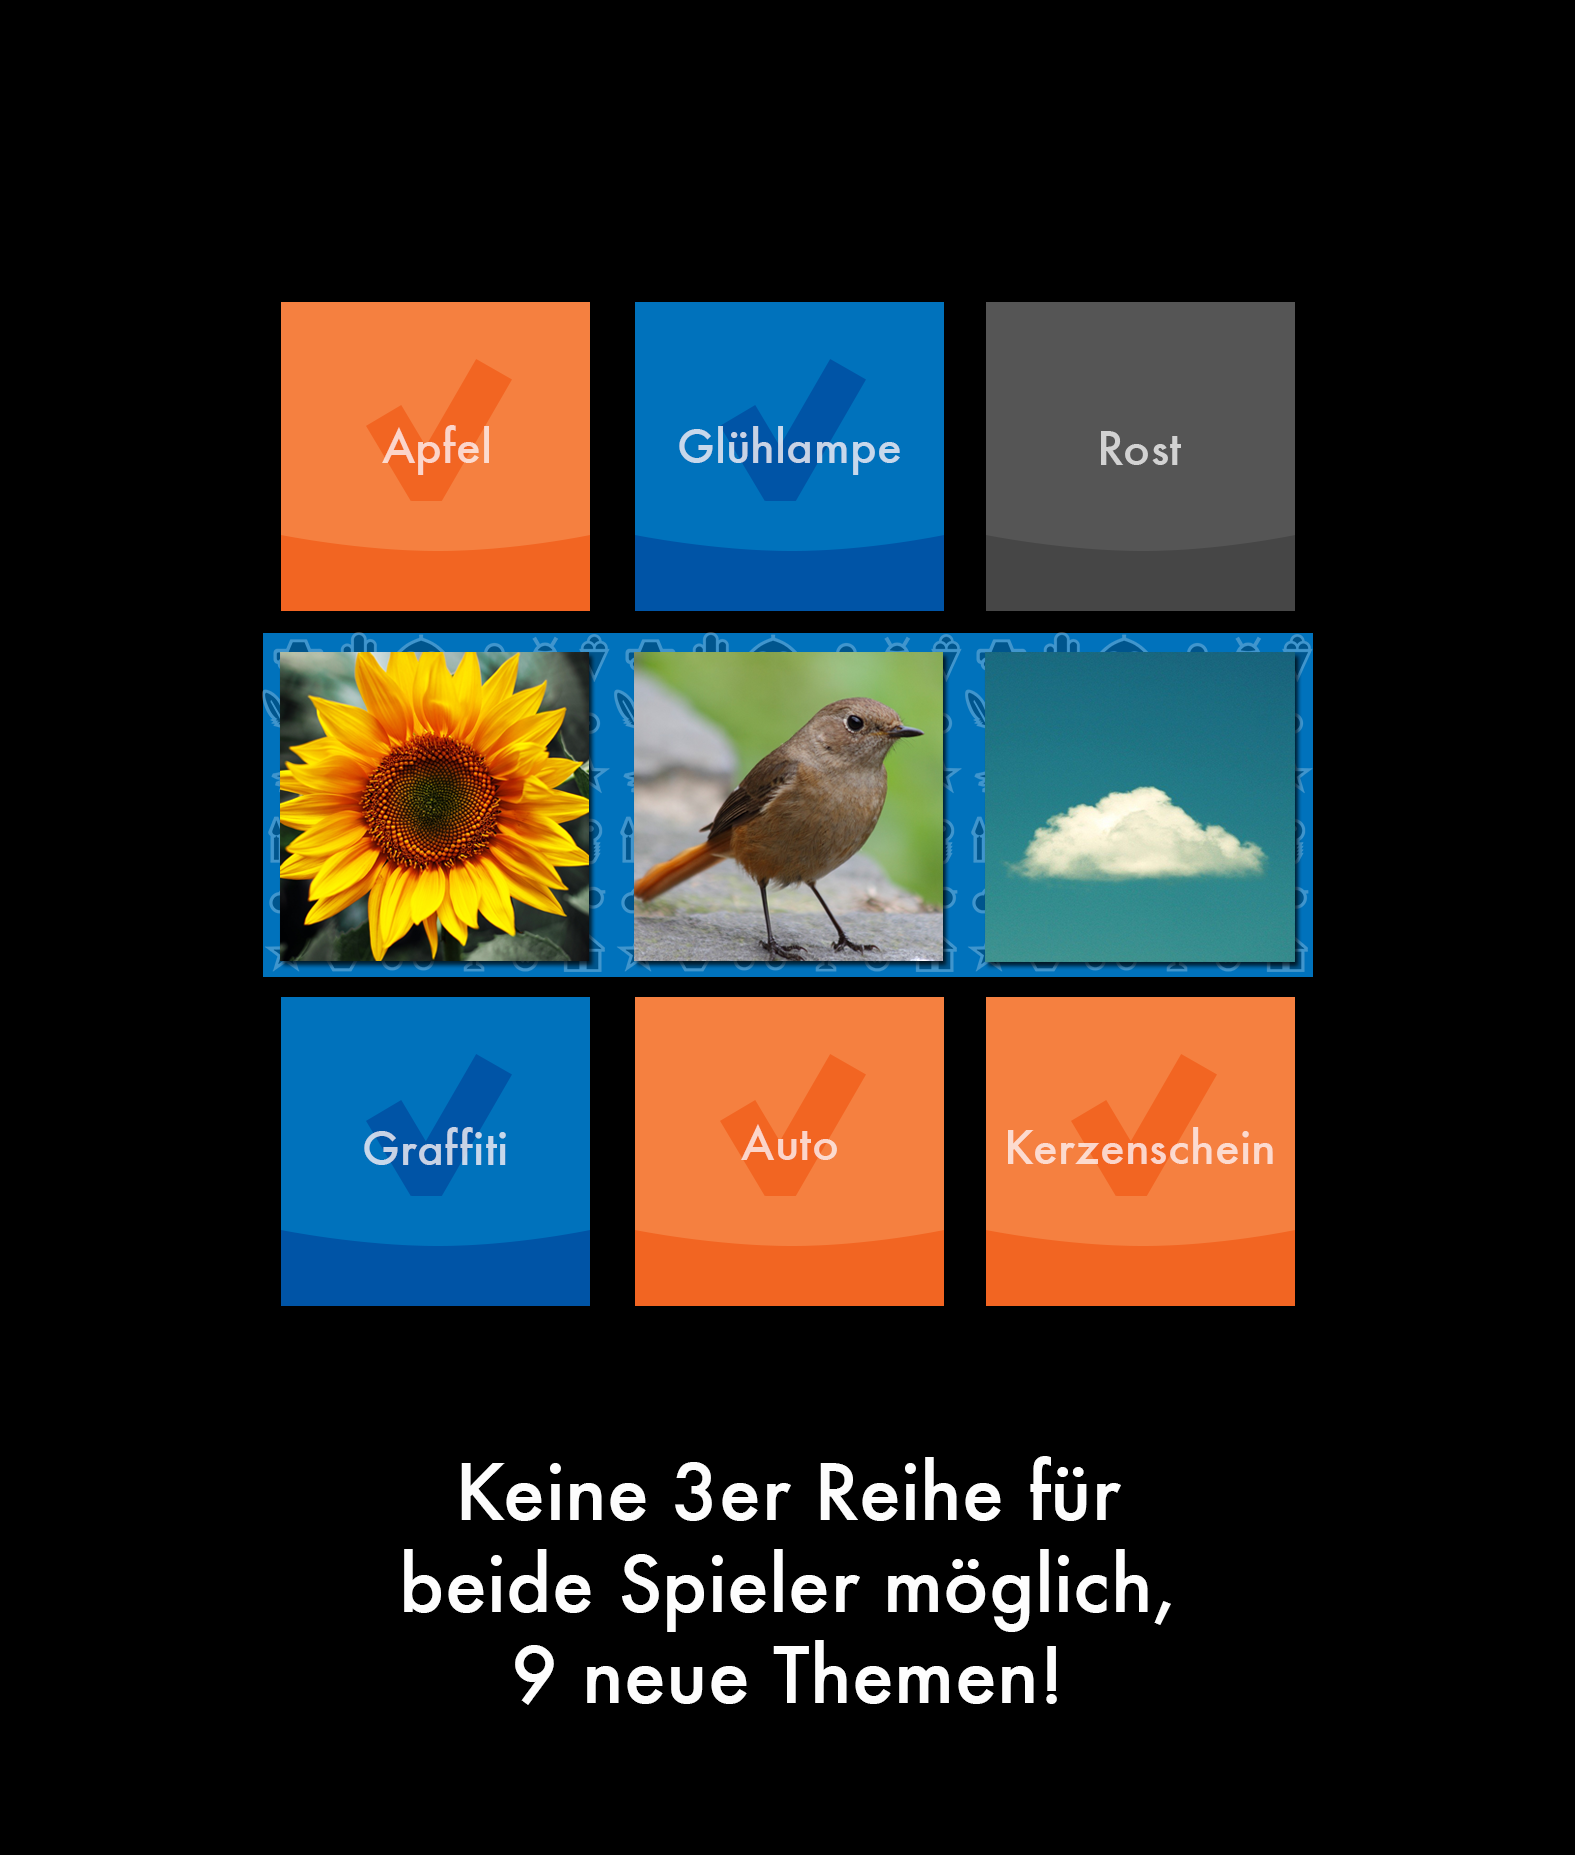 Apfel
Glühlampe
Rost
Graffiti
Auto
Kerzenschein
Keine 3er Reihe für
beide Spieler möglich,
9 neue Themen!